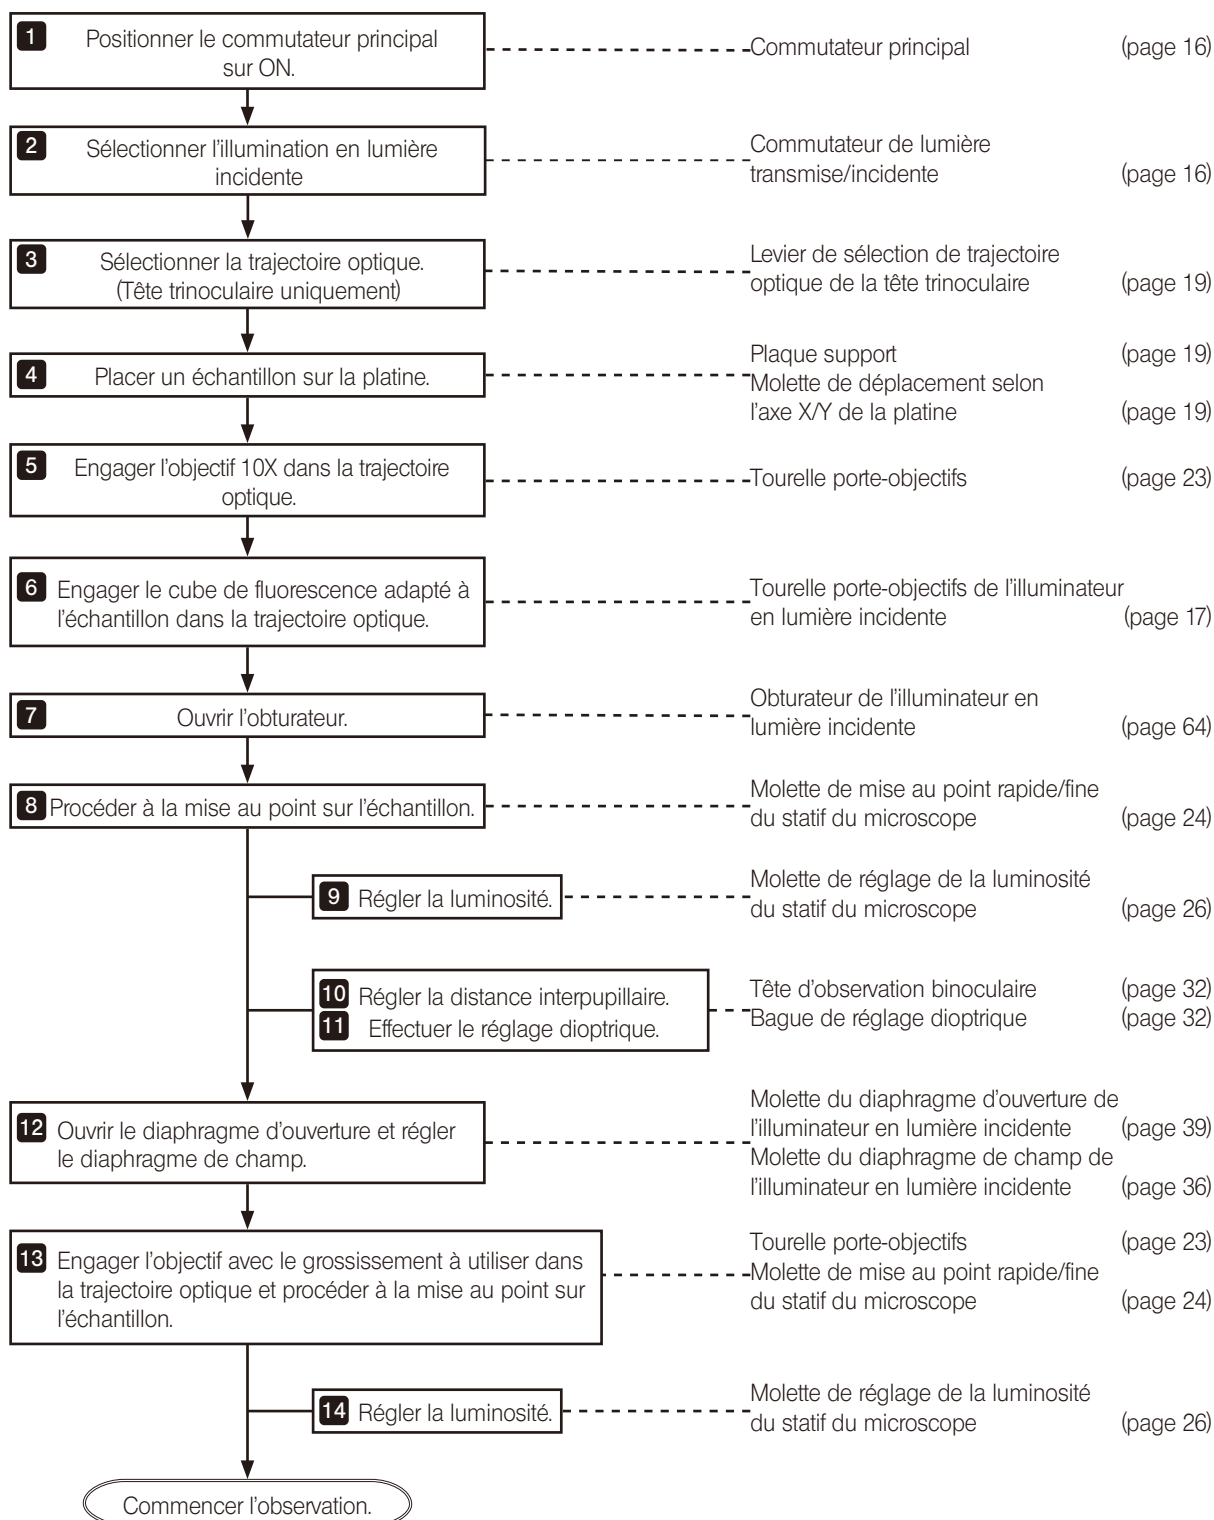 1 Positionner le commutateur principal
sur ON.
Commutateur principal (page 16)
2 Sélectionner l'illumination en lumière
incidente
Commutateur de lumière
transmise/incidente (page 16)
3 Sélectionner la trajectoire optique.
(Tête trinoculaire uniquement)
Levier de sélection de trajectoire
optique de la tête trinoculaire (page 19)
4 Placer un échantillon sur la platine.
Plaque support (page 19)
Molette de déplacement selon
l'axe X/Y de la platine (page 19)
5 Engager l'objectif 10X dans la trajectoire
optique.
Tourelle porte-objectifs (page 23)
6 Engager le cube de fluorescence adapté à
l'échantillon dans la trajectoire optique.
Tourelle porte-objectifs de l'illuminateur
en lumière incidente (page 17)
7 Ouvrir l'obturateur.
Obturateur de l'illuminateur en
lumière incidente (page 64)
8 Procéder à la mise au point sur l'échantillon.
Molette de mise au point rapide/fine
du statif du microscope (page 24)
9 Régler la luminosité.
Molette de réglage de la luminosité
du statif du microscope (page 26)
10 Régler la distance interpupillaire.
11 Effectuer le réglage dioptrique.
Tête d'observation binoculaire (page 32)
Bague de réglage dioptrique (page 32)
12 Ouvrir le diaphragme d'ouverture et régler
le diaphragme de champ.
Molette du diaphragme d'ouverture de
l'illuminateur en lumière incidente (page 39)
Molette du diaphragme de champ de
l'illuminateur en lumière incidente (page 36)
13 Engager l'objectif avec le grossissement à utiliser dans
la trajectoire optique et procéder à la mise au point sur
l'échantillon.
Tourelle porte-objectifs (page 23)
Molette de mise au point rapide/fine
du statif du microscope (page 24)
14 Régler la luminosité.
Molette de réglage de la luminosité
du statif du microscope (page 26)
Commencer l'observation.